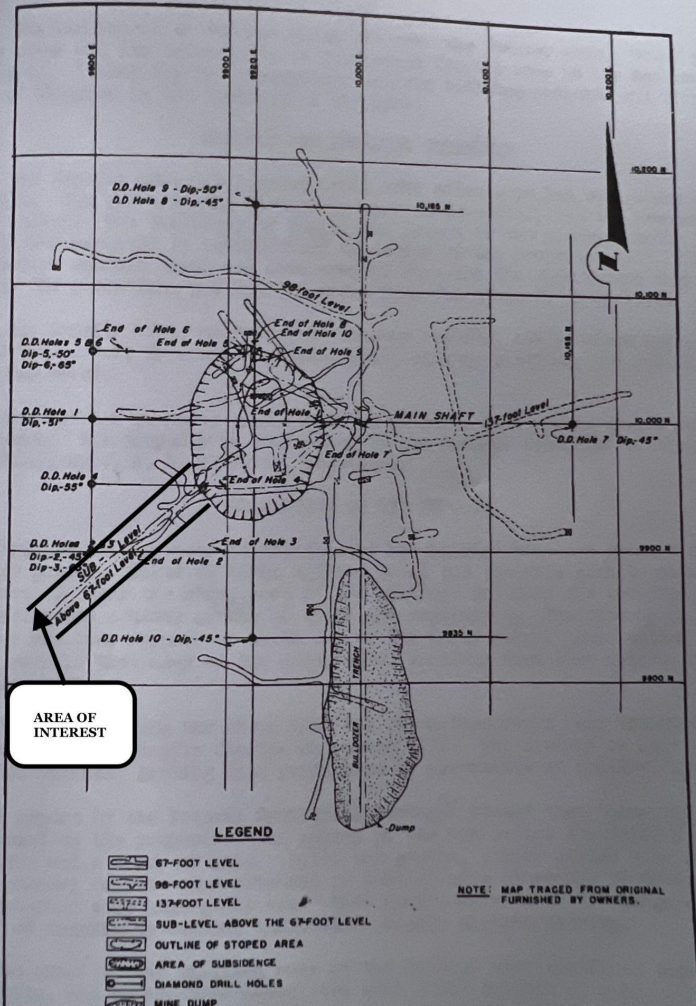 9800 E
9900 E
9920 E
10,000 E
10,100 E
10,200 E
10,200 N
D.D. Hole 9 - Dip,-50°
D.D Hole 8 - Dip,-45°
10,165 N
N
10,100 N
98-foot Level
End of Hole 6
End of Hole 5
End of Hole 8
End of Hole 10
End of Hole 9
D.D. Holes 5 & 6
Dip-5,-50°
Dip-6,-65°
D.D. Hole 1
Dip,-51°
End of Hole
MAIN SHAFT
137-foot Level
10,000 N
D.D. Hole 7 Dip,-45°
End of Hole 7
D.D. Hole 4
Dip,-55°
End of Hole 4
D.D. Holes
Dip-2,-45°
Dip-3,
SUB Level
Above 67-foot Level
End of Hole 3
End of Hole 2
9900 N
D.D. Hole 10 - Dip,-45°
9835 N
9800 N
BULLDOZER TRENCH
Dump
AREA OF
INTEREST
LEGEND
67-FOOT LEVEL
98-FOOT LEVEL
137-FOOT LEVEL
SUB-LEVEL ABOVE THE 67-FOOT LEVEL
OUTLINE OF STOPED AREA
AREA OF SUBSIDENCE
DIAMOND DRILL HOLES
MINE DUMP
NOTE: MAP TRACED FROM ORIGINAL
FURNISHED BY OWNERS.